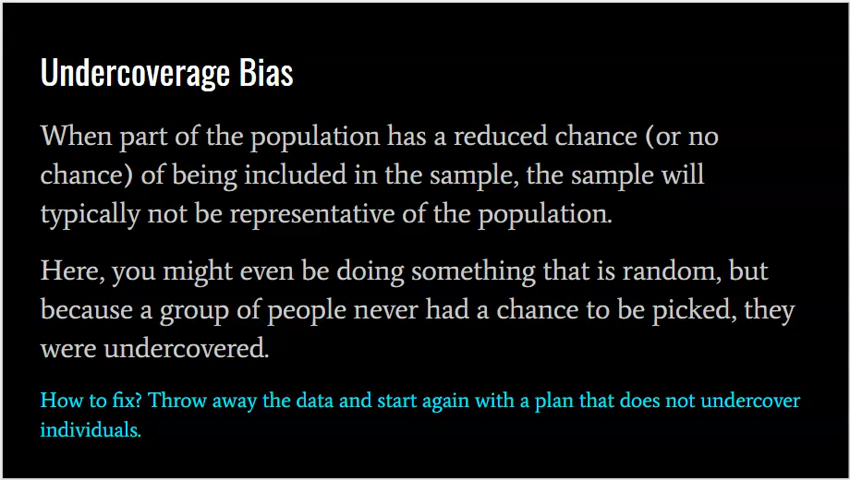 Undercoverage Bias
When part of the population has a reduced chance (or no
chance) of being included in the sample, the sample will
typically not be representative of the population.
Here, you might even be doing something that is random, but
because a group of people never had a chance to be picked, they
were undercovered.
How to fix? Throw away the data and start again with a plan that does not undercover
individuals.